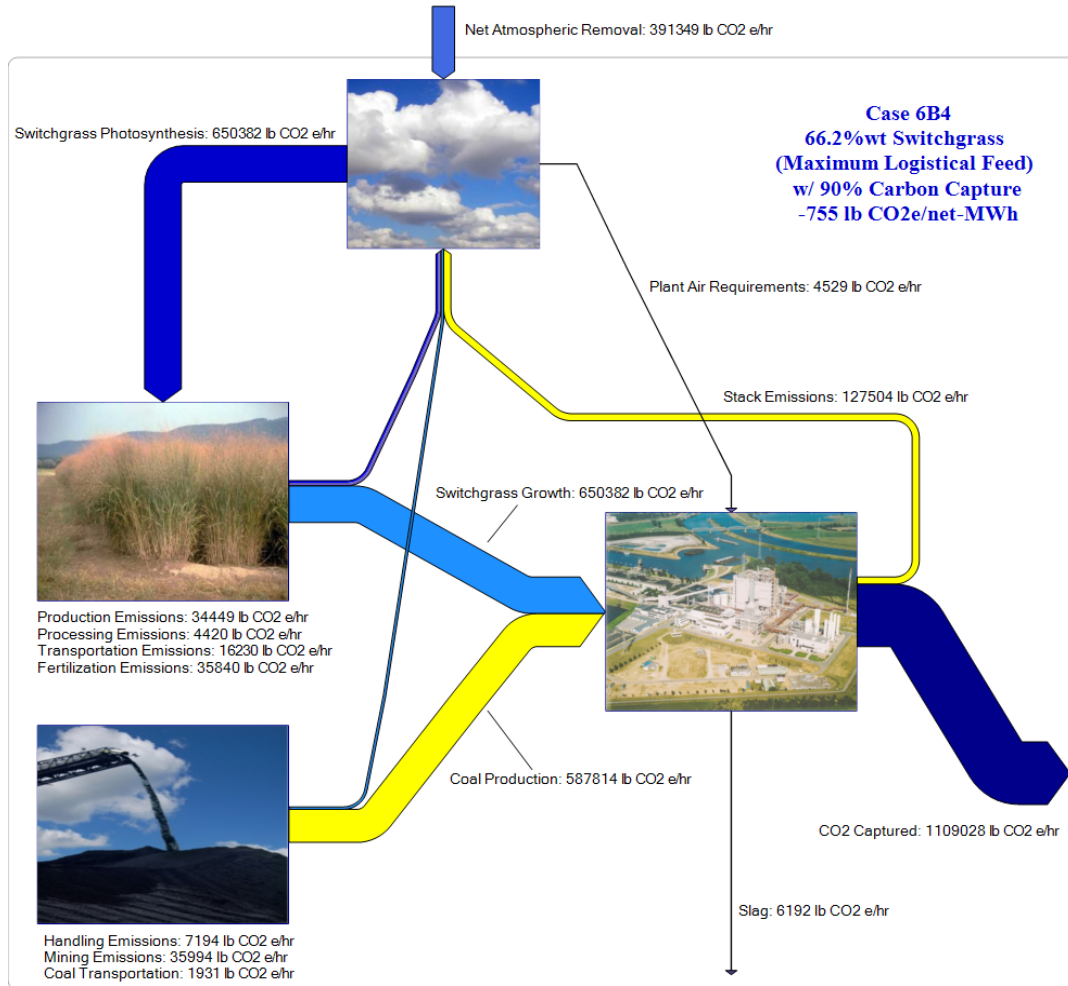 Net Atmospheric Removal: 391349 lb CO2 e/hr
Case 6B4
66.2%wt Switchgrass
(Maximum Logistical Feed)
w/ 90% Carbon Capture
-755 lb CO2e/net-MWh
Switchgrass Photosynthesis: 650382 lb CO2 e/hr
Plant Air Requirements: 4529 lb CO2 e/hr
Stack Emissions: 127504 lb CO2 e/hr
Switchgrass Growth: 650382 lb CO2 e/hr
Production Emissions: 34449 lb CO2 e/hr
Processing Emissions: 4420 lb CO2 e/hr
Transportation Emissions: 16230 lb CO2 e/hr
Fertilization Emissions: 35840 lb CO2 e/hr
Coal Production: 587814 lb CO2 e/hr
CO2 Captured: 1109028 lb CO2 e/hr
Slag: 6192 lb CO2 e/hr
Handling Emissions: 7194 lb CO2 e/hr
Mining Emissions: 35994 lb CO2 e/hr
Coal Transportation: 1931 lb CO2 e/hr